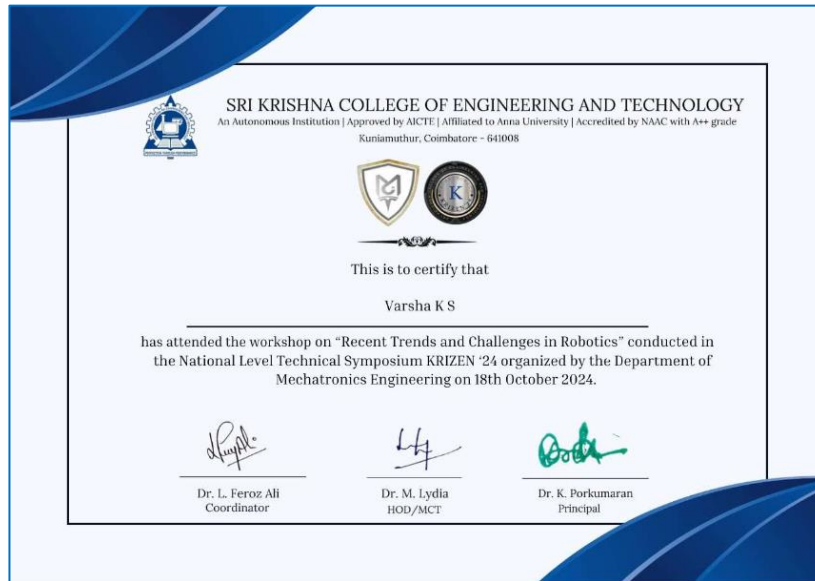 SRI KRISHNA COLLEGE OF ENGINEERING AND TECHNOLOGY
An Autonomous Institution | Approved by AICTE | Affiliated to Anna University | Accredited by NAAC with A++ grade
Kuniamuthur, Coimbatore - 641008
K
This is to certify that
Varsha K S
has attended the workshop on “Recent Trends and Challenges in Robotics” conducted in
the National Level Technical Symposium KRIZEN ‘24 organized by the Department of
Mechatronics Engineering on 18th October 2024.
Dr. L. Feroz Ali
Coordinator
Dr. M. Lydia
HOD/MCT
Dr. K. Porkumaran
Principal